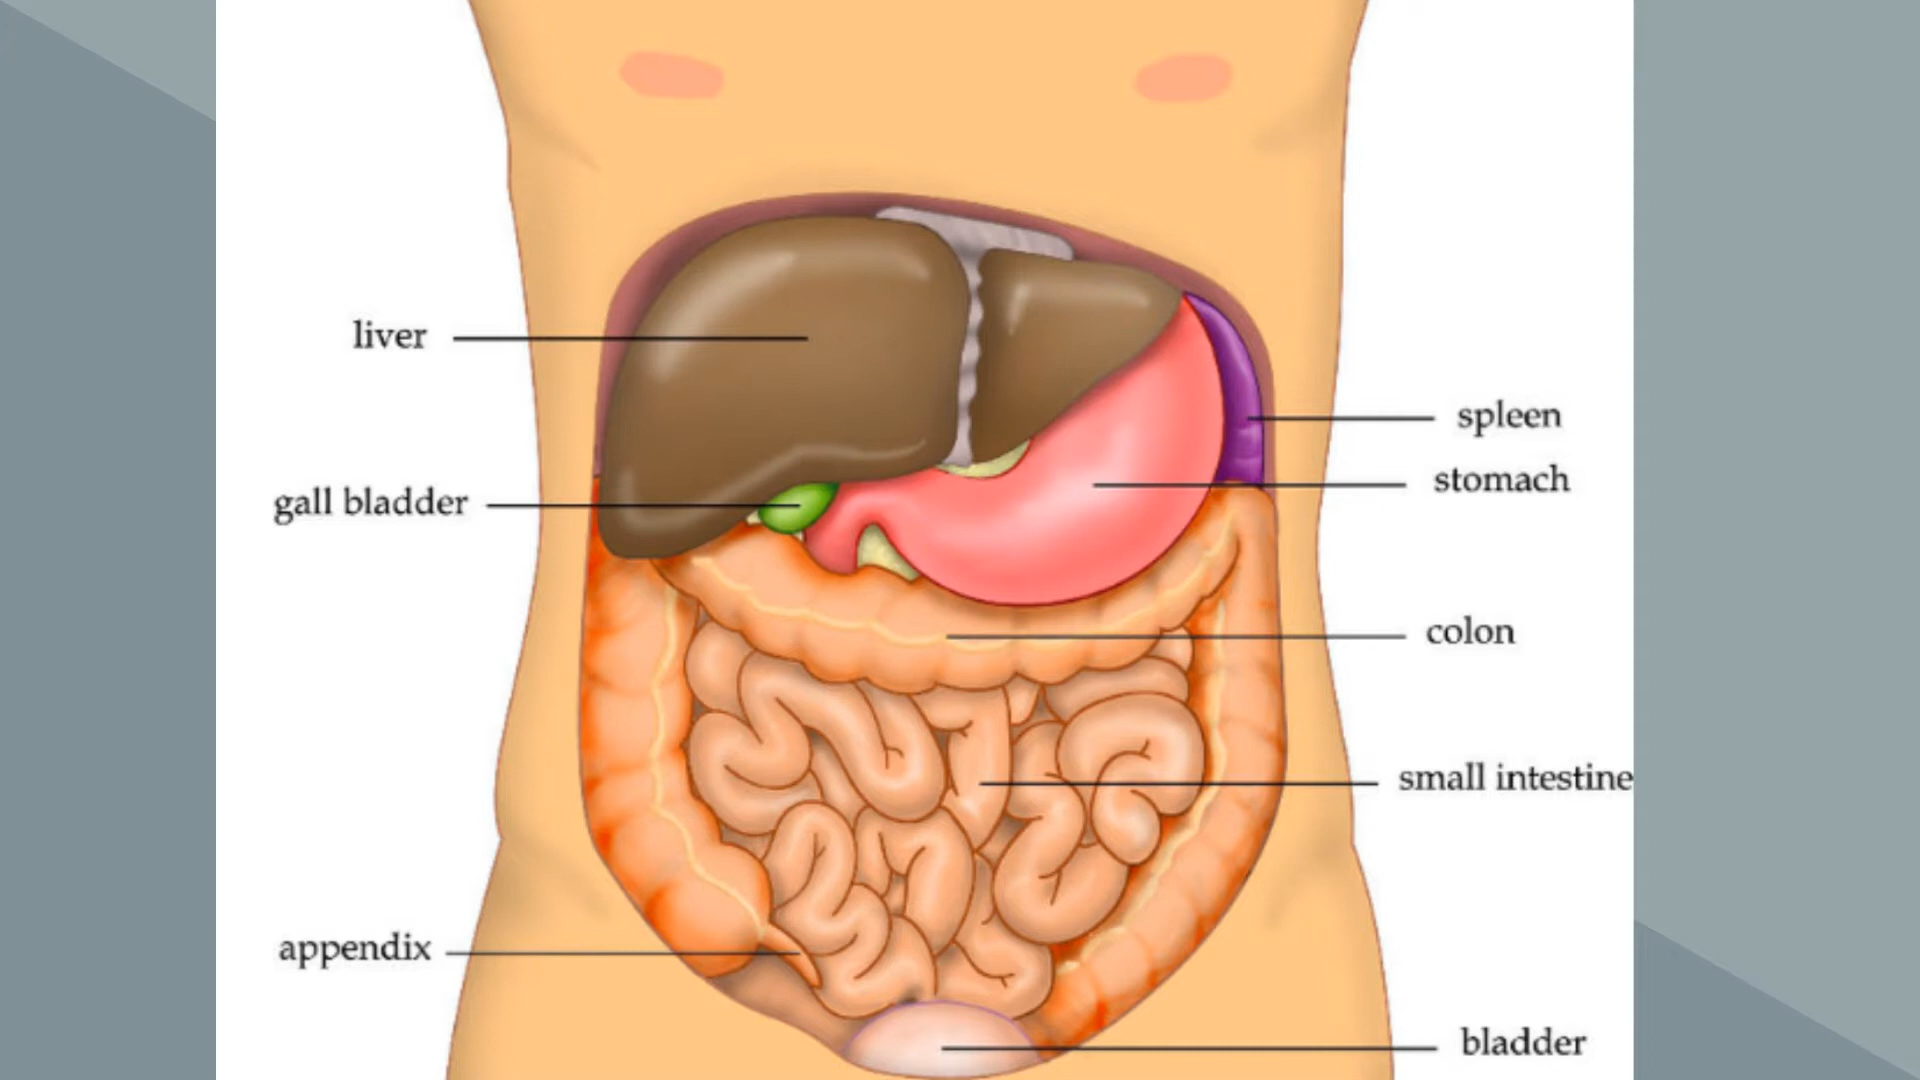 liver
spleen
stomach
gall bladder
colon
small intestine
appendix
bladder